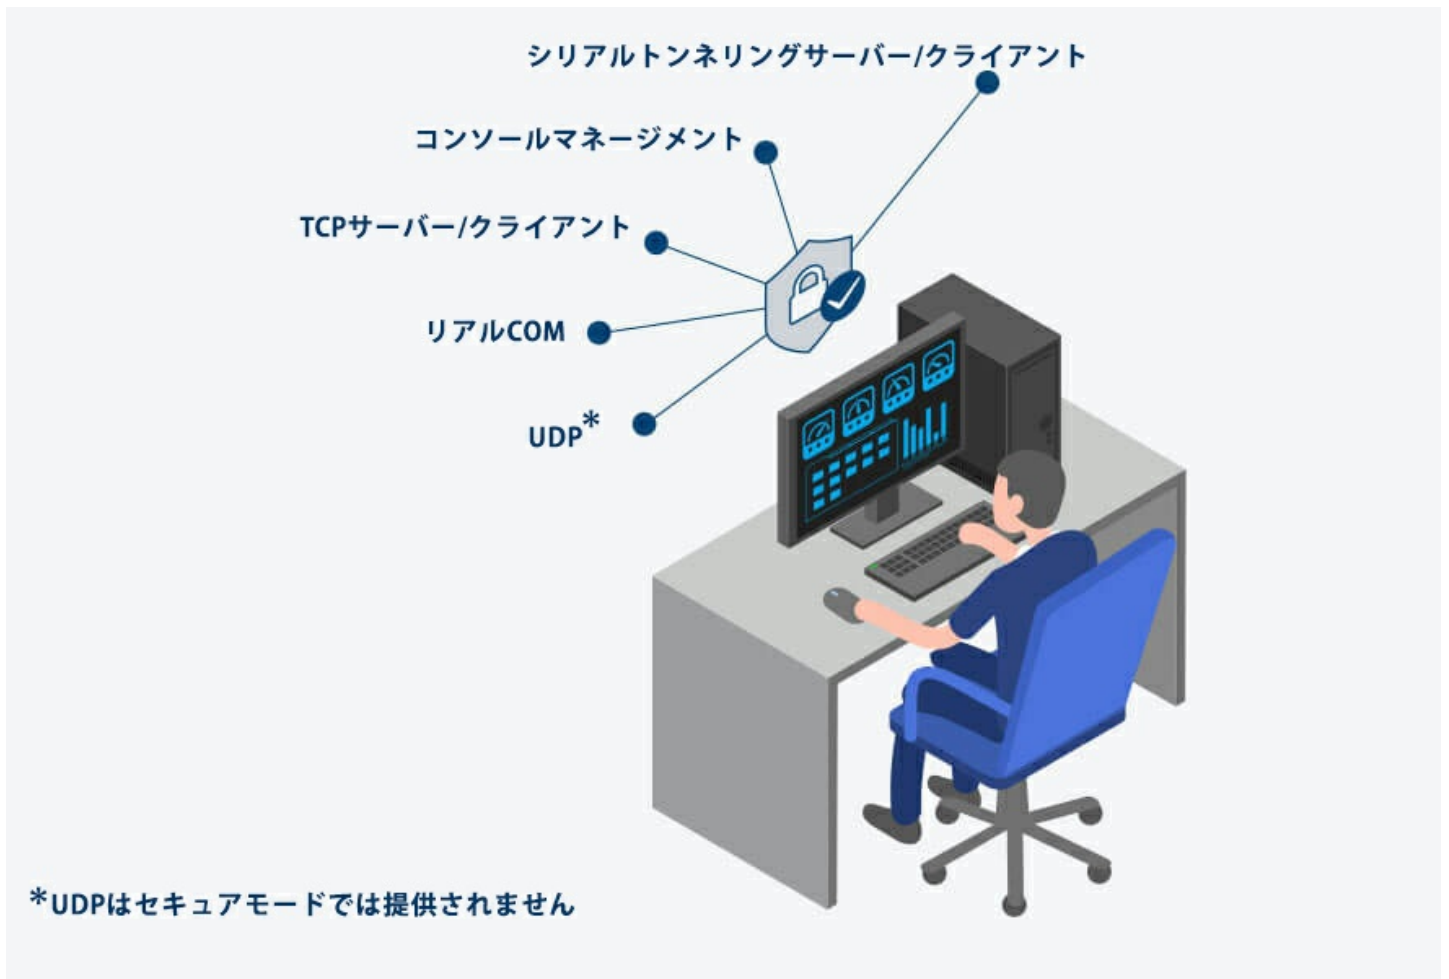 シリアルトンネリングサーバー/クライアント
コンソールマネージメント
TCPサーバー/クライアント
リアルCOM
UDP*
*UDPはセキュアモードでは提供されません